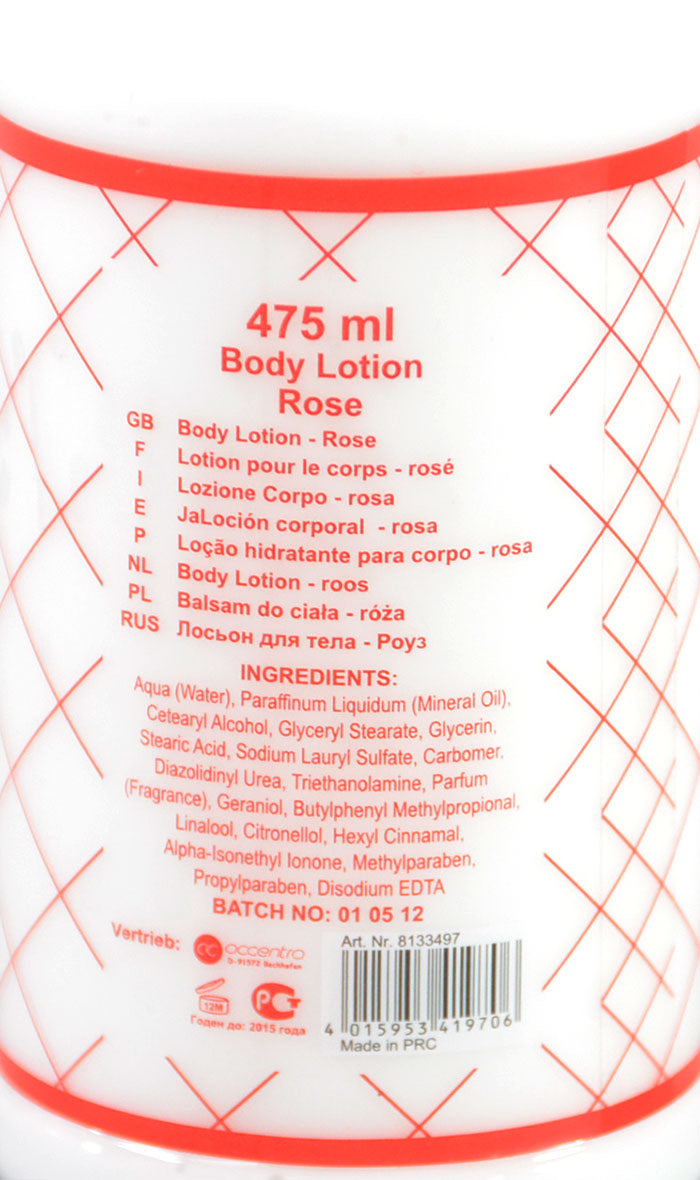 475 ml
Body Lotion
Rose
GB Body Lotion - Rose
F Lotion pour le corps - rosé
I Lozione Corpo - rosa
E JaLoción corporal - rosa
P Loção hidratante para corpo - rosa
NL Body Lotion - roos
PL Balsam do ciała - róża
RUS Лосьон для тела - Роуз
INGREDIENTS:
Aqua (Water), Paraffinum Liquidum (Mineral Oil),
Cetearyl Alcohol, Glyceryl Stearate, Glycerin,
Stearic Acid, Sodium Lauryl Sulfate, Carbomer,
Diazolidinyl Urea, Triethanolamine, Parfum
(Fragrance), Geraniol, Butylphenyl Methylpropional,
Linalool, Citronellol, Hexyl Cinnamal,
Alpha-Isonethyl Ionone, Methylparaben,
Propylparaben, Disodium EDTA
BATCH NO: 01 05 12
Vertrieb: accentro
D-91572 Bechhofen
12M
РСТ
Годен до: 2015 года
Art. Nr. 8133497
4 015953 419706
Made in PRC